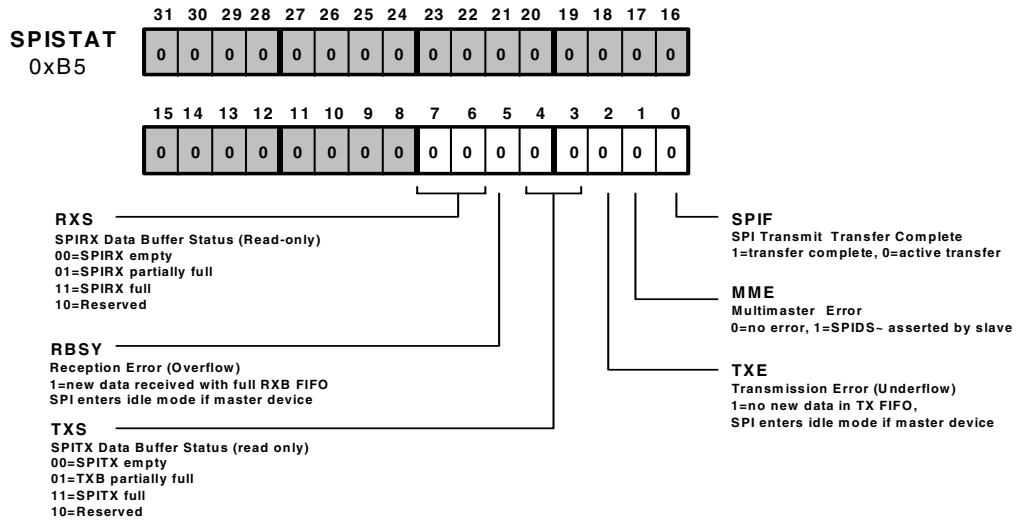 31 30 29 28 27 26 25 24 23 22 21 20 19 18 17 16
SPISTAT
0xB5
0 0 0 0 0 0 0 0 0 0 0 0 0 0 0 0
15 14 13 12 11 10 9 8 7 6 5 4 3 2 1 0
0 0 0 0 0 0 0 0 0 0 0 0 0 0 0 0
RXS
SPIRX Data Buffer Status (Read-only)
00=SPIRX empty
01=SPIRX partially full
11=SPIRX full
10=Reserved
RBSY
Reception Error (Overflow)
1=new data received with full RXB FIFO
SPI enters idle mode if master device
TXS
SPITX Data Buffer Status (read only)
00=SPITX empty
01=TXB partially full
11=SPITX full
10=Reserved
SPIF
SPI Transmit Transfer Complete
1=transfer complete, 0=active transfer
MME
Multimaster Error
0=no error, 1=SPIDS~ asserted by slave
TXE
Transmission Error (Underflow)
1=no new data in TX FIFO,
SPI enters idle mode if master device